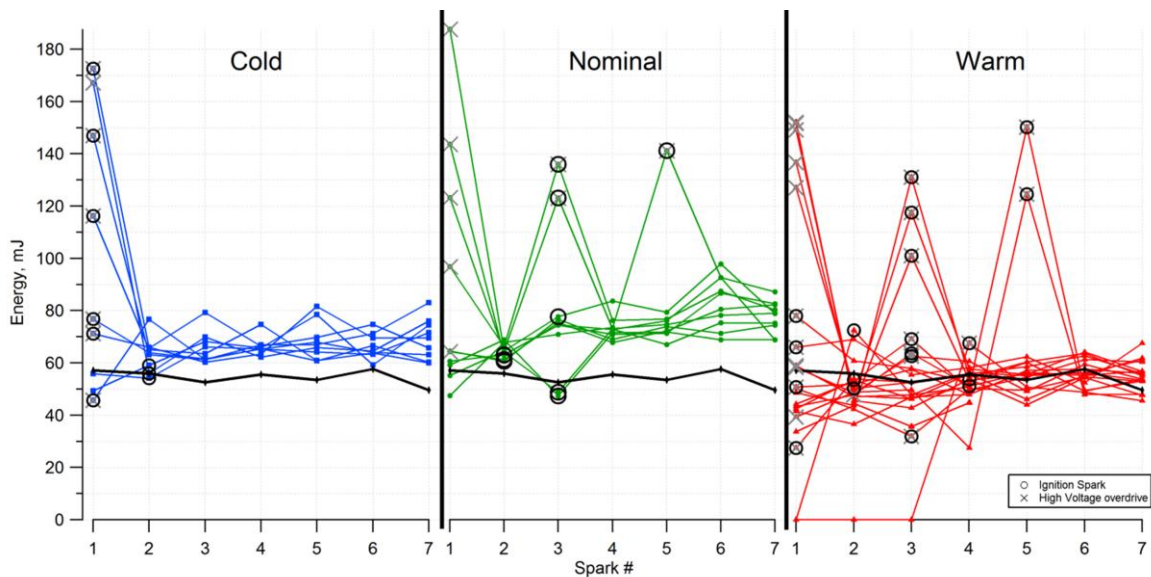 Cold
Nominal
Warm
Energy, mJ
180
160
140
120
100
80
60
40
20
0
1 2 3 4 5 6 7
1 2 3 4 5 6 7
1 2 3 4 5 6 7
Spark #
Ignition Spark
High Voltage overdrive